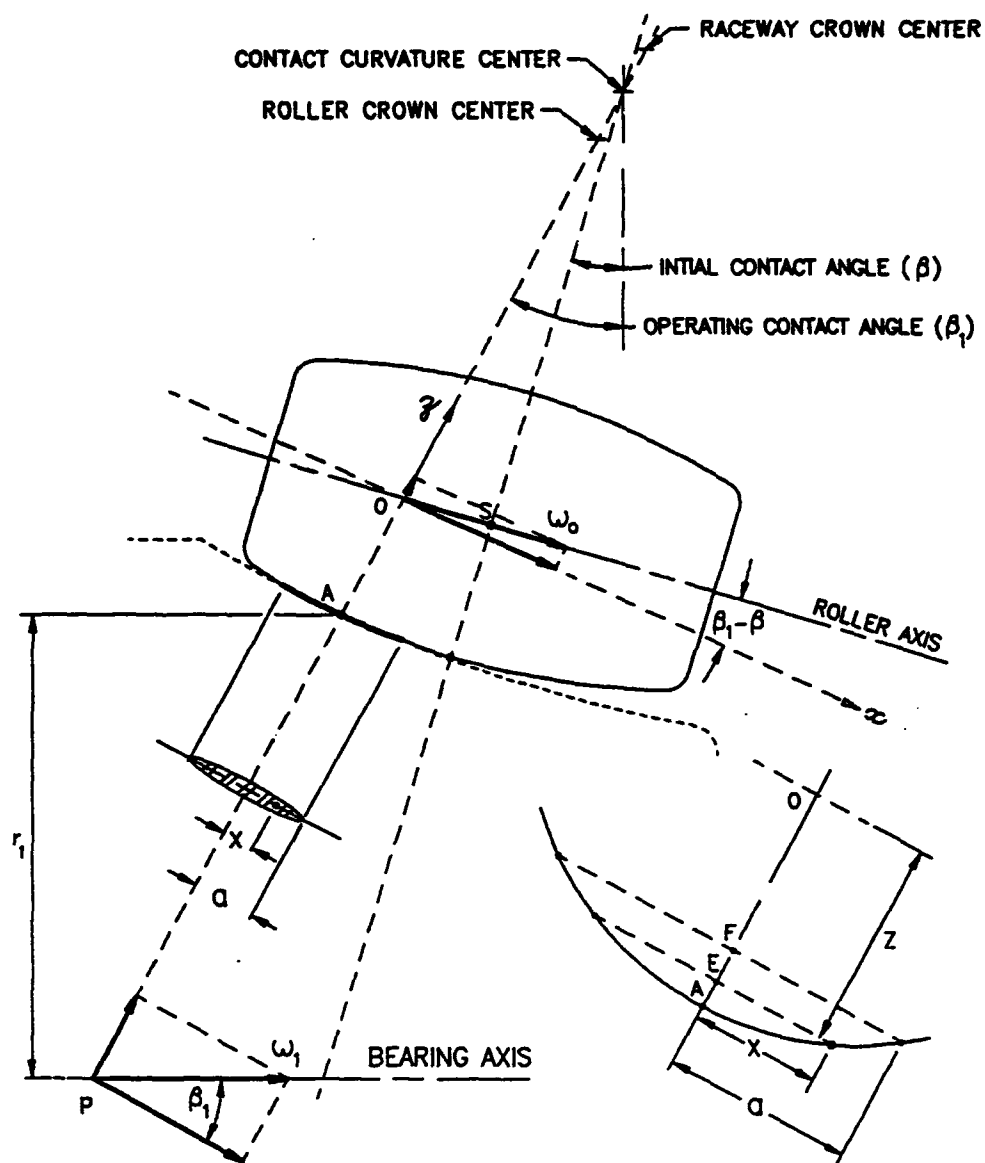 RACEWAY CROWN CENTER
CONTACT CURVATURE CENTER
ROLLER CROWN CENTER
INTIAL CONTACT ANGLE (β)
OPERATING CONTACT ANGLE (β₁)
z
O
S
ω₀
A
β₁-β
ROLLER AXIS
x
r₁
X
a
O
Z
F
E
A
X
a
ω₁
BEARING AXIS
P
β₁